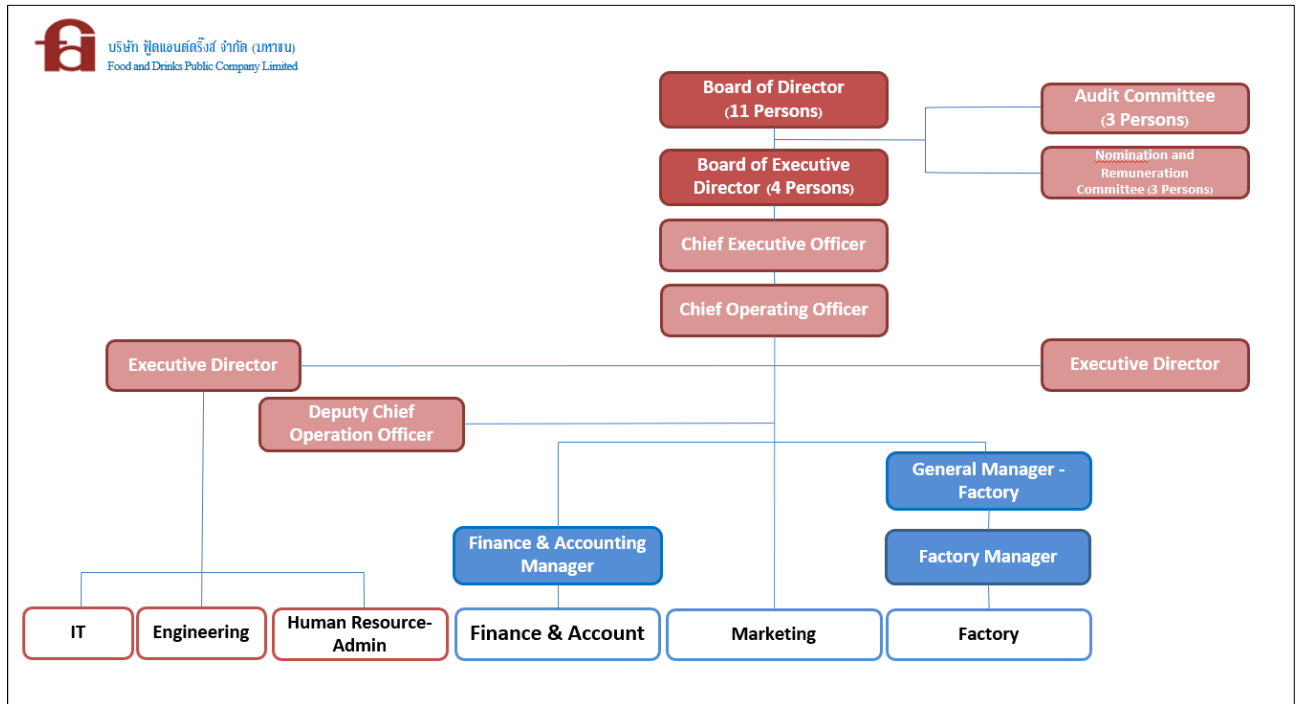 fd
บริษัท ฟู้ดแอนด์ดริ๊งส์ จำกัด (มหาชน)
Food and Drinks Public Company Limited
Board of Director
(11 Persons)
Audit Committee
(3 Persons)
Board of Executive
Director (4 Persons)
Nomination and
Remuneration
Committee (3 Persons)
Chief Executive Officer
Chief Operating Officer
Executive Director
Executive Director
Deputy Chief
Operation Officer
General Manager -
Factory
Finance & Accounting
Manager
Factory Manager
IT
Engineering
Human Resource-
Admin
Finance & Account
Marketing
Factory